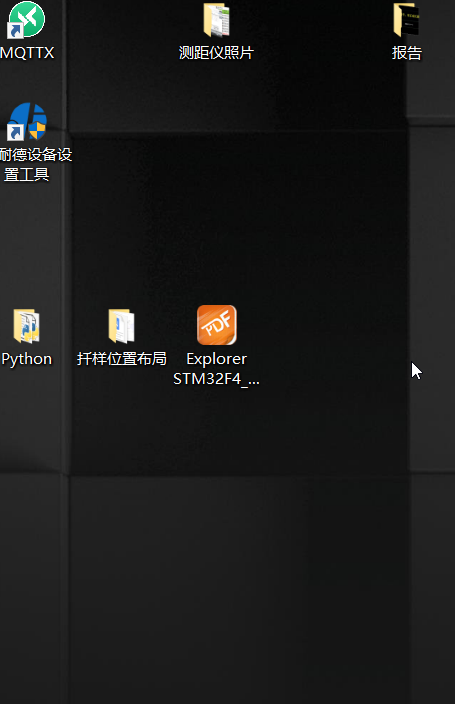 MQTTX
测距仪照片
报告
耐德设备设
置工具
Python
扦样位置布局
PDF
Explorer
STM32F4_...